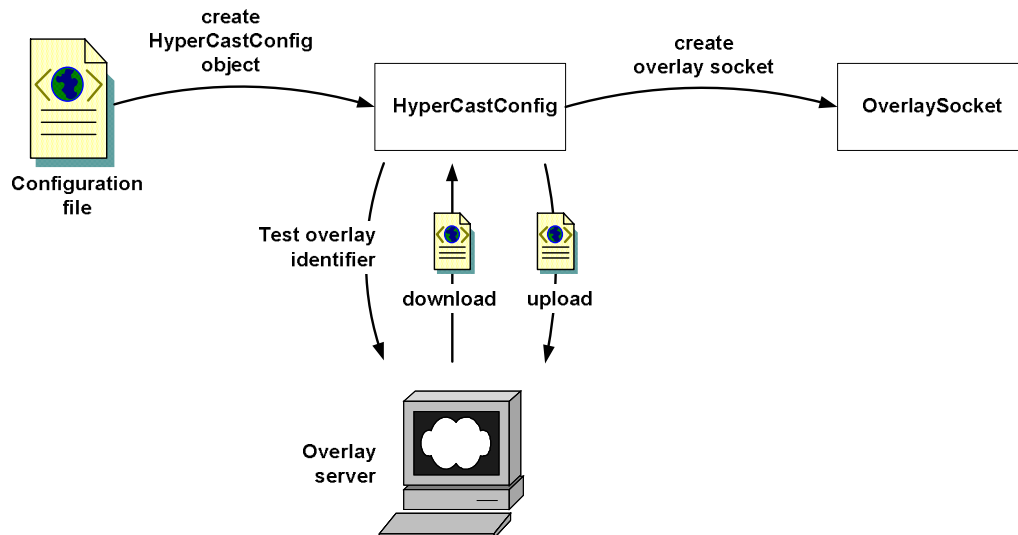 create
HyperCastConfig
object
create
overlay socket
HyperCastConfig
OverlaySocket
Configuration
file
Test overlay
identifier
download
upload
Overlay
server